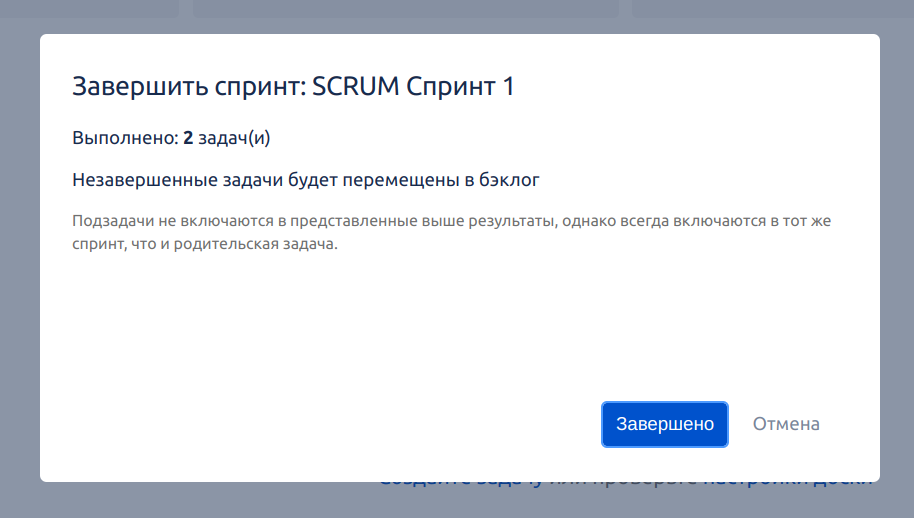 Завершить спринт: SCRUM Спринт 1
Выполнено: 2 задач(и)
Незавершенные задачи будет перемещены в бэклог
Подзадачи не включаются в представленные выше результаты, однако всегда включаются в тот же
спринт, что и родительская задача.
Завершено Отмена
Создайте задачу или проверьте настройки доски